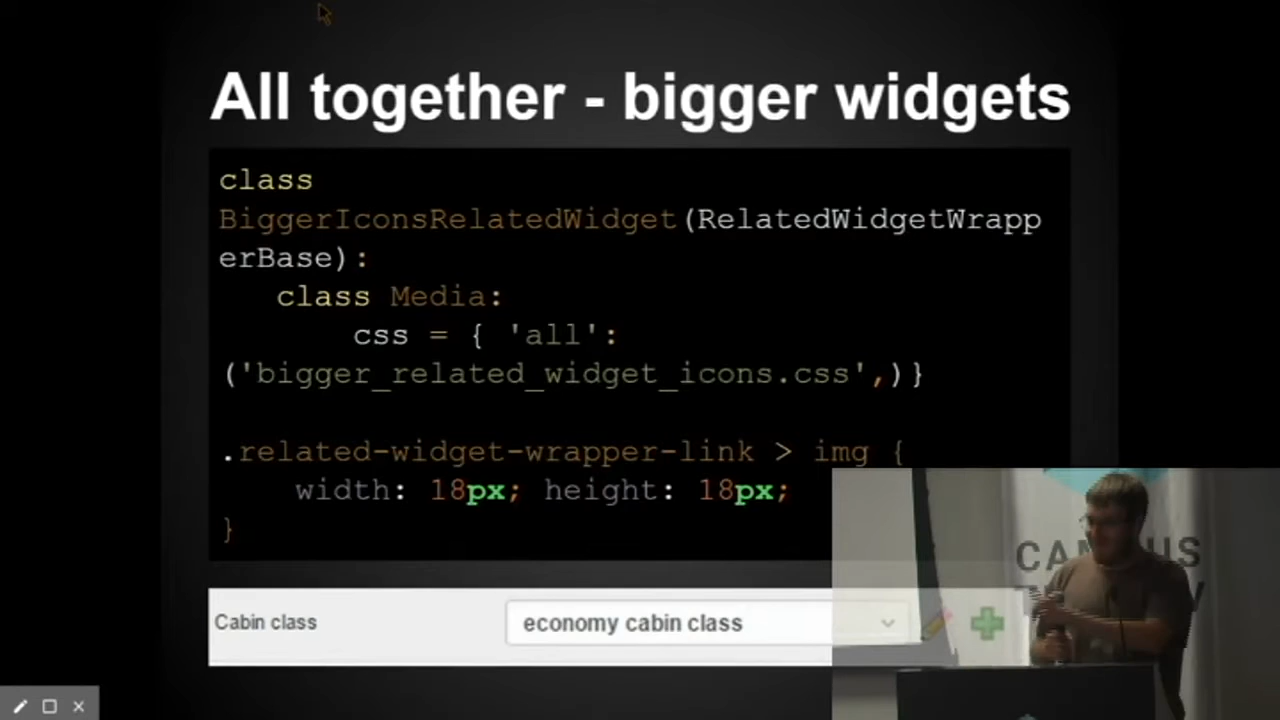 All together - bigger widgets
class
BiggerIconsRelatedWidget(RelatedWidgetWrapp
erBase):
class Media:
css = { 'all':
('bigger_related_widget_icons.css',)}
.related-widget-wrapper-link > img {
width: 18px; height: 18px;
}
Cabin class
economy cabin class